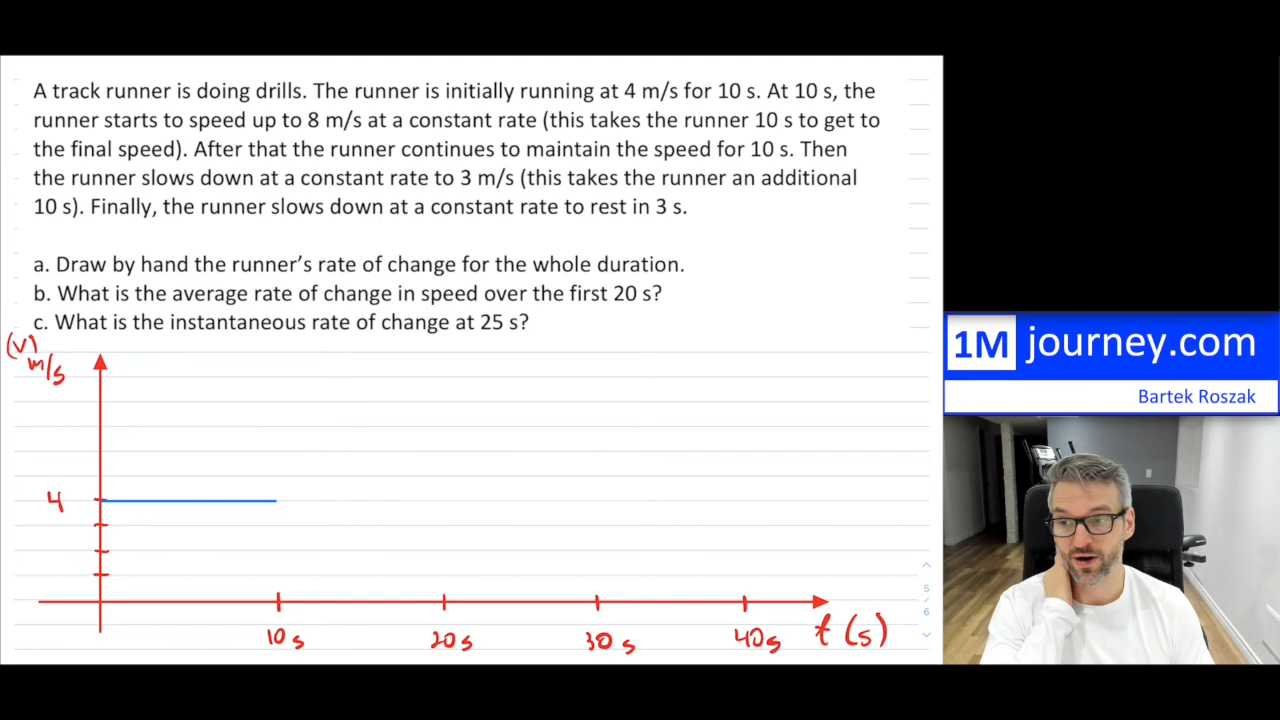 A track runner is doing drills. The runner is initially running at 4 m/s for 10 s. At 10 s, the
runner starts to speed up to 8 m/s at a constant rate (this takes the runner 10 s to get to
the final speed). After that the runner continues to maintain the speed for 10 s. Then
the runner slows down at a constant rate to 3 m/s (this takes the runner an additional
10 s). Finally, the runner slows down at a constant rate to rest in 3 s.
a. Draw by hand the runner's rate of change for the whole duration.
b. What is the average rate of change in speed over the first 20 s?
c. What is the instantaneous rate of change at 25 s?
(v)
m/s
4
10s 20s 30s 40s t (s)
5
/
6
1M journey.com
Bartek Roszak